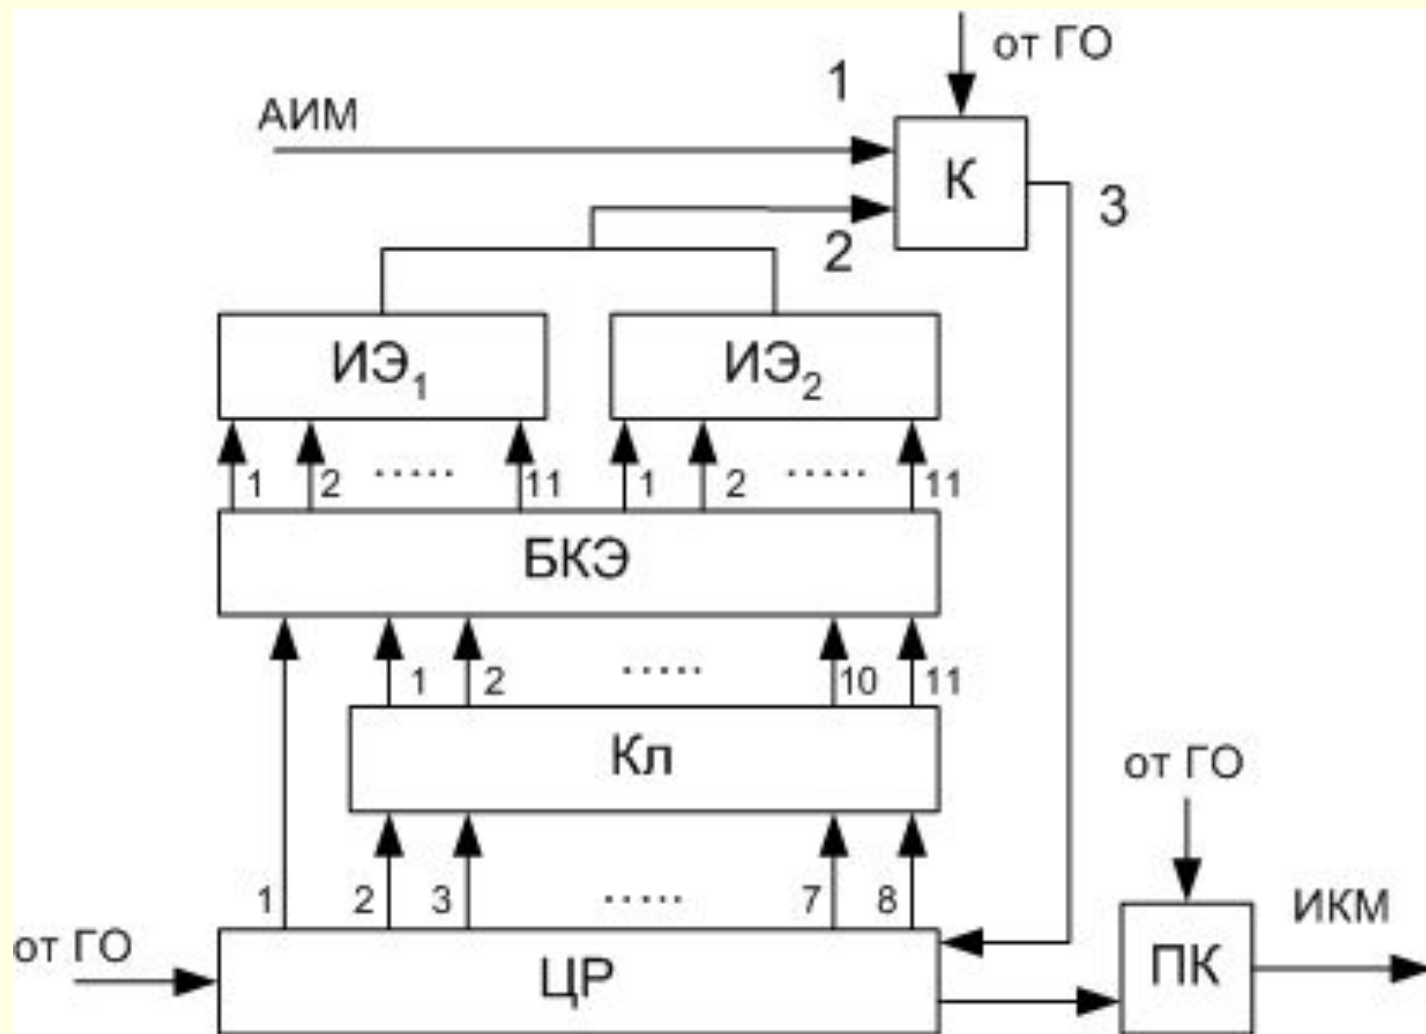 от ГО
1
АИМ
К
3
2
ИЭ1 ИЭ2
1 2 ..... 11 1 2 ..... 11
БКЭ
1 2 ..... 10 11
Кл
от ГО
1 2 3 ..... 7 8
ИКМ
от ГО
ЦР ПК